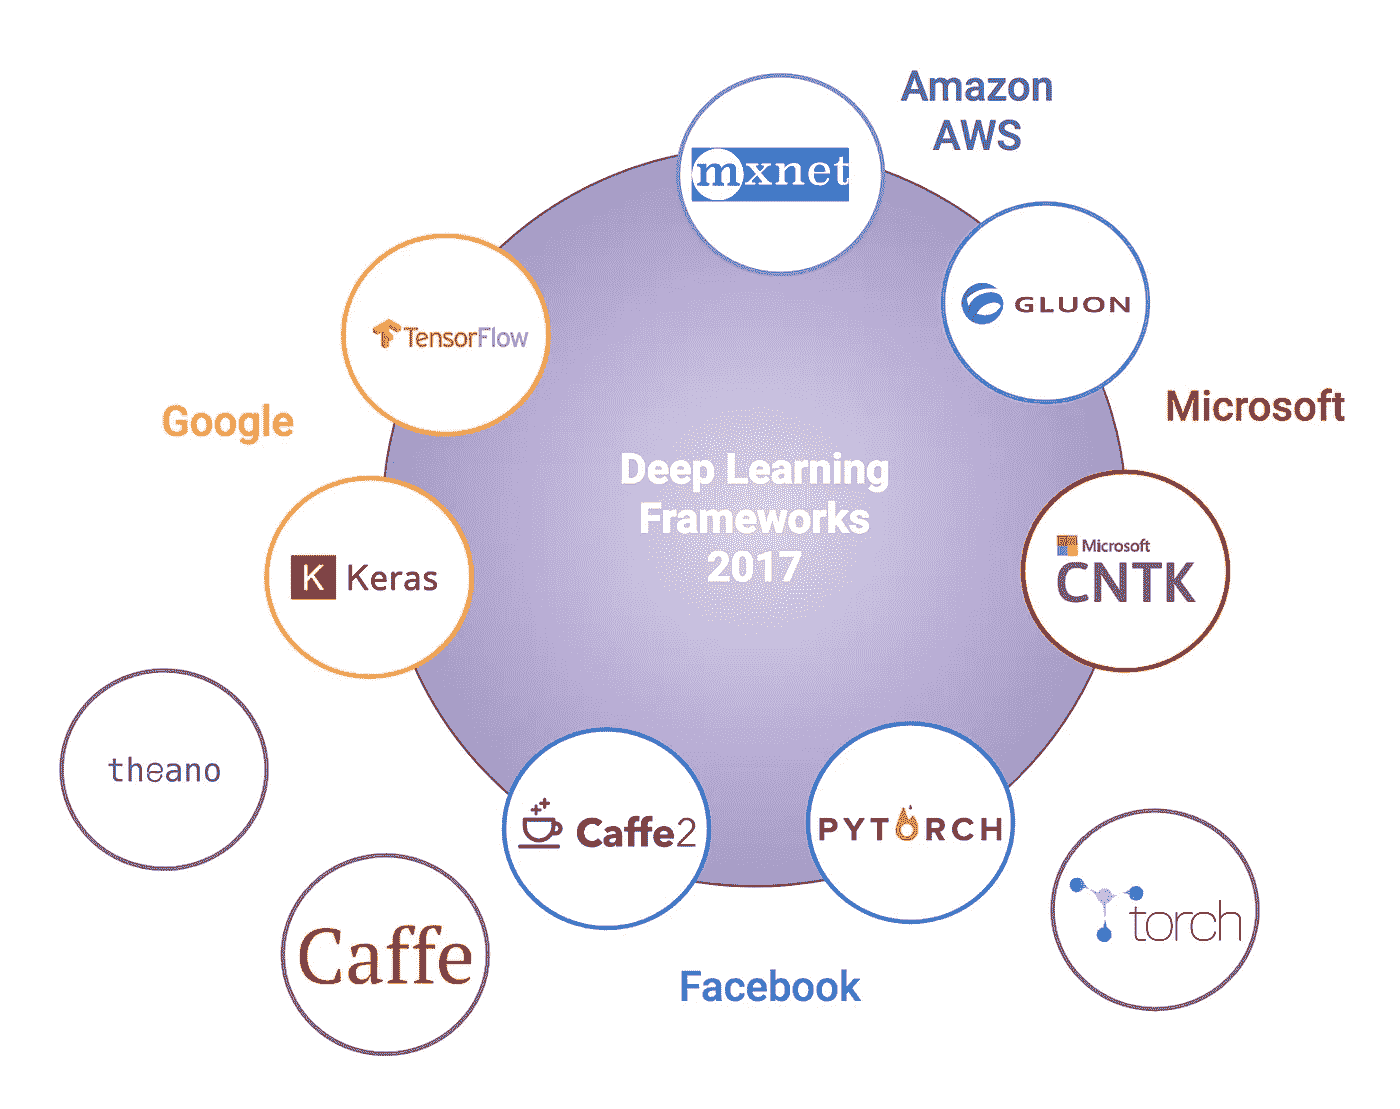 Amazon
AWS
mxnet
GLUON
TensorFlow
Google
Microsoft
Deep Learning
Frameworks
2017
K Keras
Microsoft
CNTK
theano
Caffe2
PYTORCH
torch
Caffe
Facebook